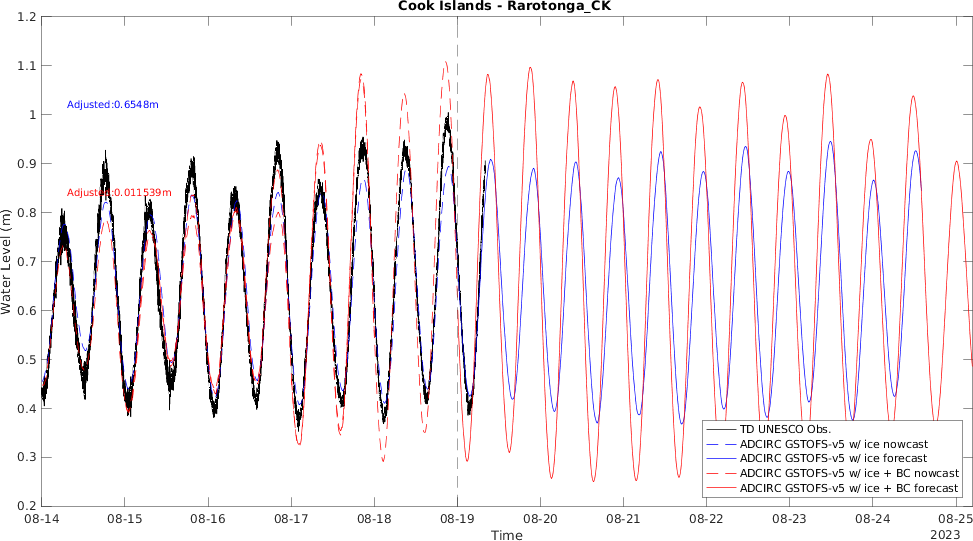 Cook Islands - Rarotonga_CK
1.2
1.1
1
0.9
0.8
0.7
0.6
0.5
0.4
0.3
0.2
Water Level (m)
Adjusted:0.6548m
Adjusted:0.011539m
TD UNESCO Obs.
ADCIRC GSTOFS-v5 w/ ice nowcast
ADCIRC GSTOFS-v5 w/ ice forecast
ADCIRC GSTOFS-v5 w/ ice + BC nowcast
ADCIRC GSTOFS-v5 w/ ice + BC forecast
08-14 08-15 08-16 08-17 08-18 08-19 08-20 08-21 08-22 08-23 08-24 08-25
Time
2023